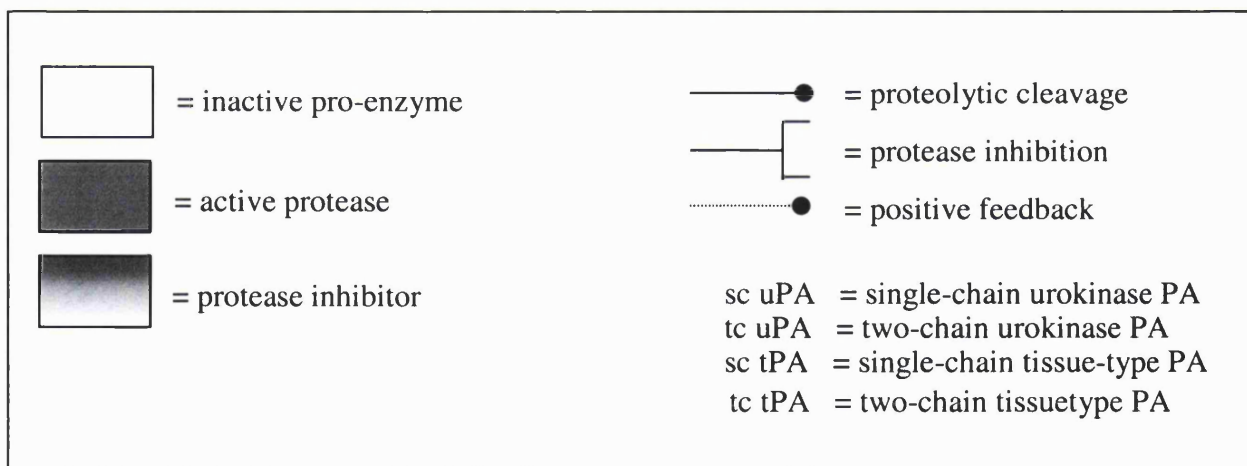 = inactive pro-enzyme
= active protease
= protease inhibitor
= proteolytic cleavage
= protease inhibition
= positive feedback
sc uPA = single-chain urokinase PA
tc uPA = two-chain urokinase PA
sc tPA = single-chain tissue-type PA
tc tPA = two-chain tissuetype PA